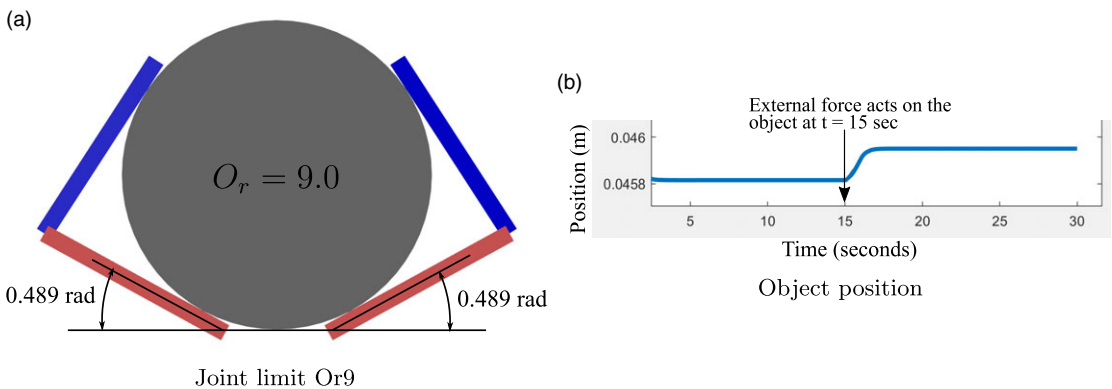 (a)
O_r = 9.0
0.489 rad
0.489 rad
Joint limit Or9
(b)
External force acts on the
object at t = 15 sec
Position (m)
0.046
0.0458
5
10
15
20
25
30
Time (seconds)
Object position